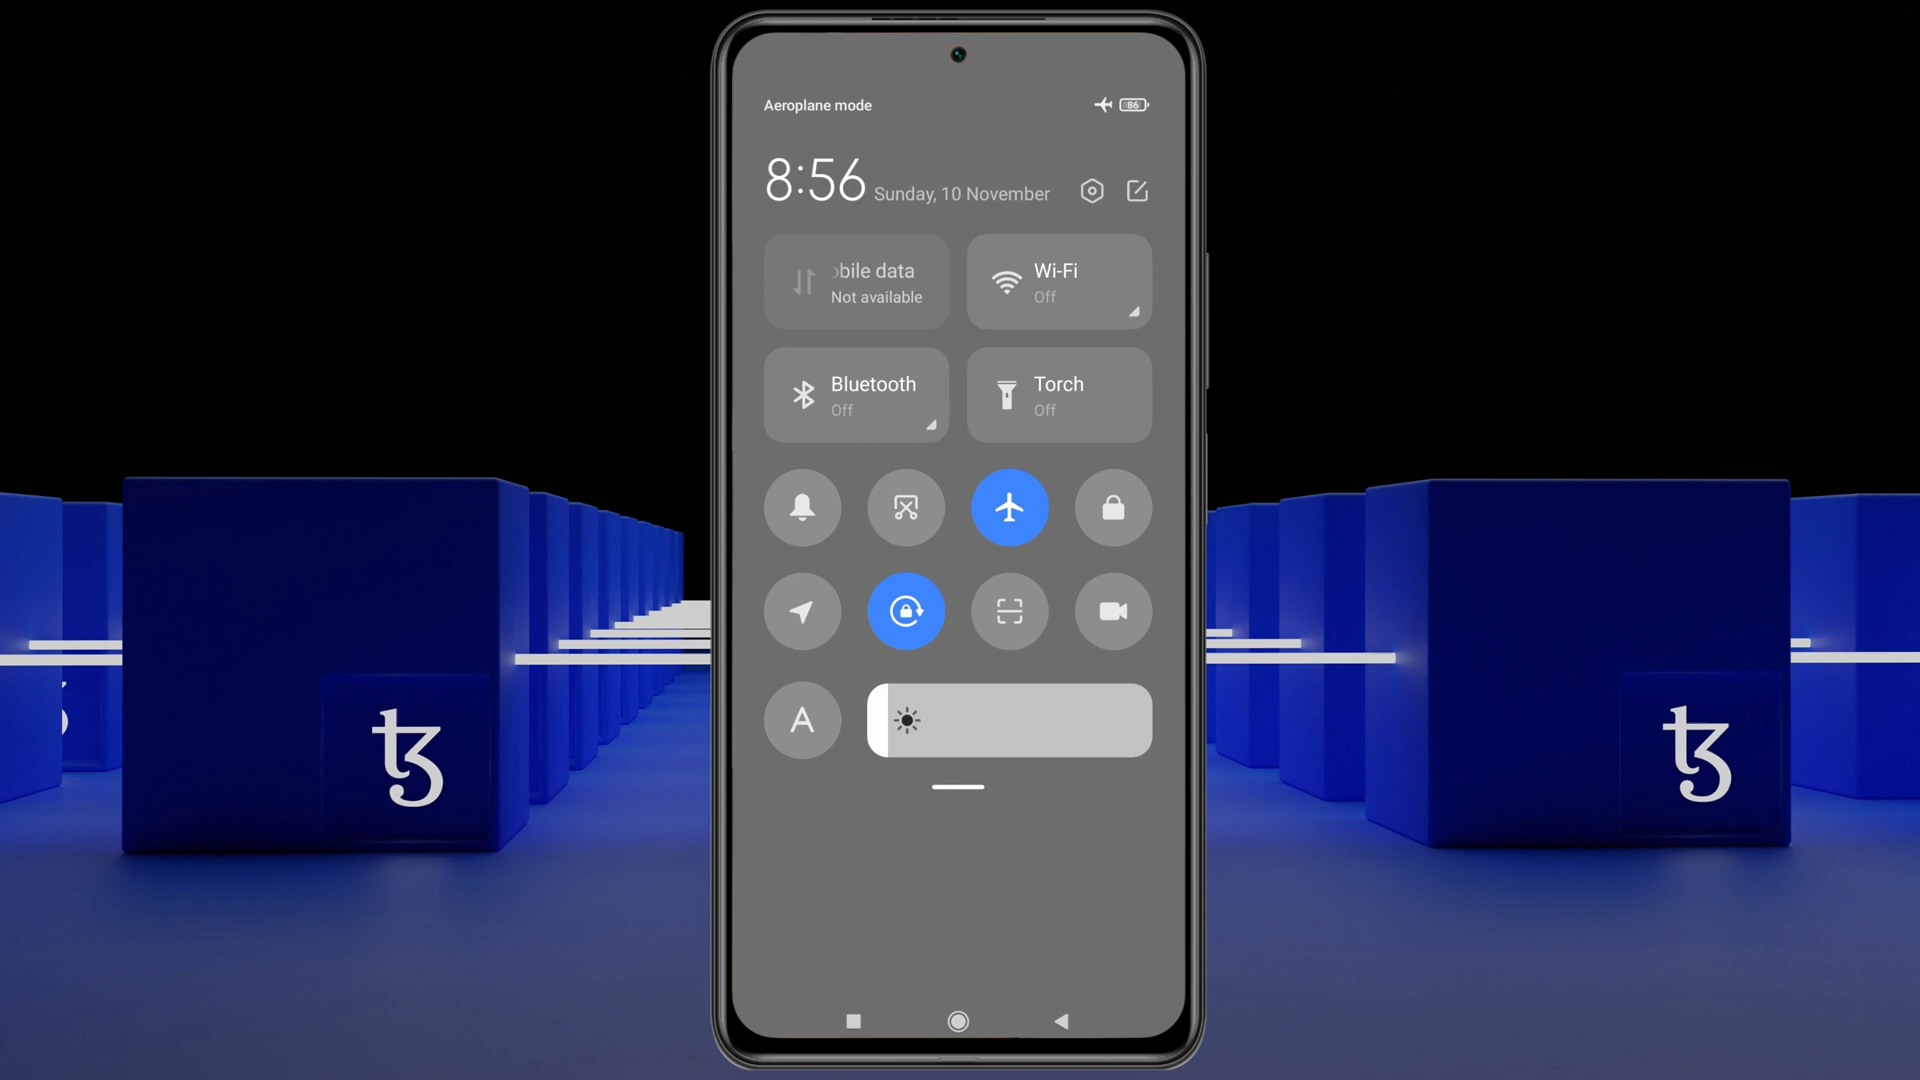 Aeroplane mode
86
8:56 Sunday, 10 November
bile data
Not available
Wi-Fi
Off
Bluetooth
Off
Torch
Off
A